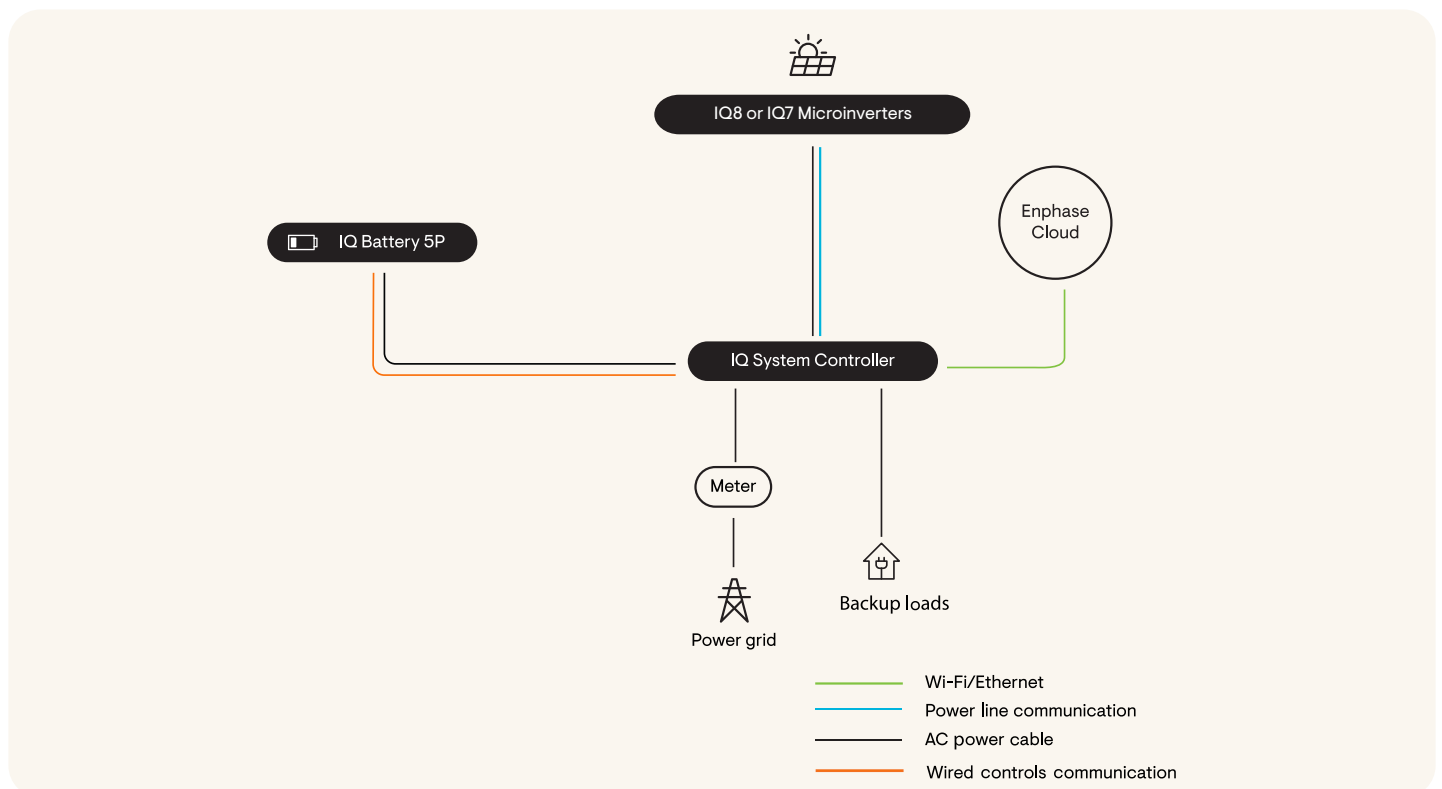 IQ8 or IQ7 Microinverters
Enphase
Cloud
IQ Battery 5P
IQ System Controller
Meter
Backup loads
Power grid
Wi-Fi/Ethernet
Power line communication
AC power cable
Wired controls communication